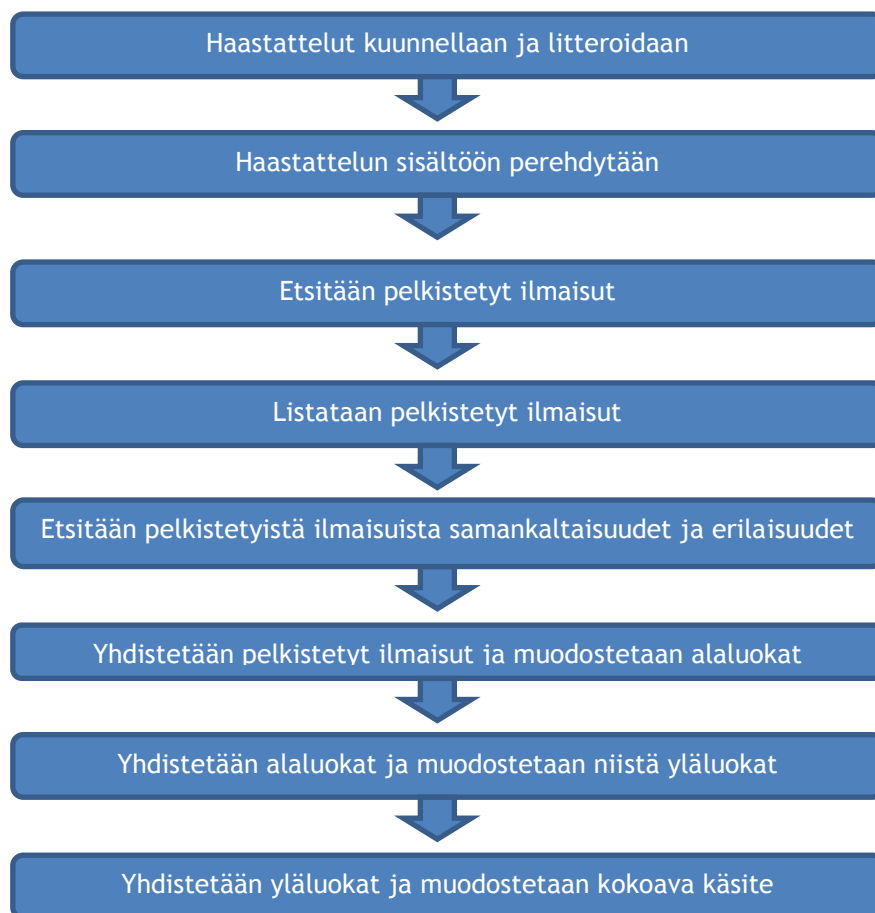 Haastattelut kuunnellaan ja litteroidaan
Haastattelun sisältöön perehdytään
Etsitään pelkistetyt ilmaisut
Listataan pelkistetyt ilmaisut
Etsitään pelkistetyistä ilmaisuista samankaltaisuudet ja erilaisuudet
Yhdistetään pelkistetyt ilmaisut ja muodostetaan alaluokat
Yhdistetään alaluokat ja muodostetaan niistä yläluokat
Yhdistetään yläluokat ja muodostetaan kokoava käsite